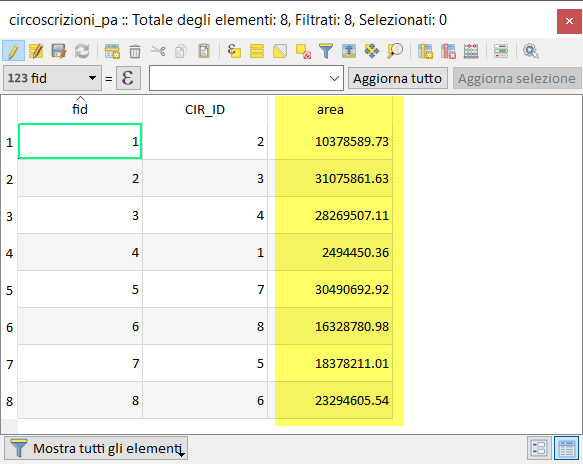 circoscrizioni_pa :: Totale degli elementi: 8, Filtrati: 8, Selezionati: 0
123 fid = ε Aggiorna tutto Aggiorna selezione
fid CIR_ID area
1 1 2 10378589.73
2 2 3 31075861.63
3 3 4 28269507.11
4 4 1 2494450.36
5 5 7 30490692.92
6 6 8 16328780.98
7 7 5 18378211.01
8 8 6 23294605.54
Mostra tutti gli elementi